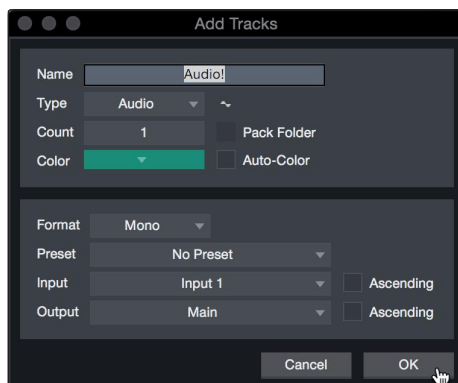 Add Tracks
Name Audio!
Type Audio
Count 1 Pack Folder
Color Auto-Color
Format Mono
Preset No Preset
Input Input 1 Ascending
Output Main Ascending
Cancel OK